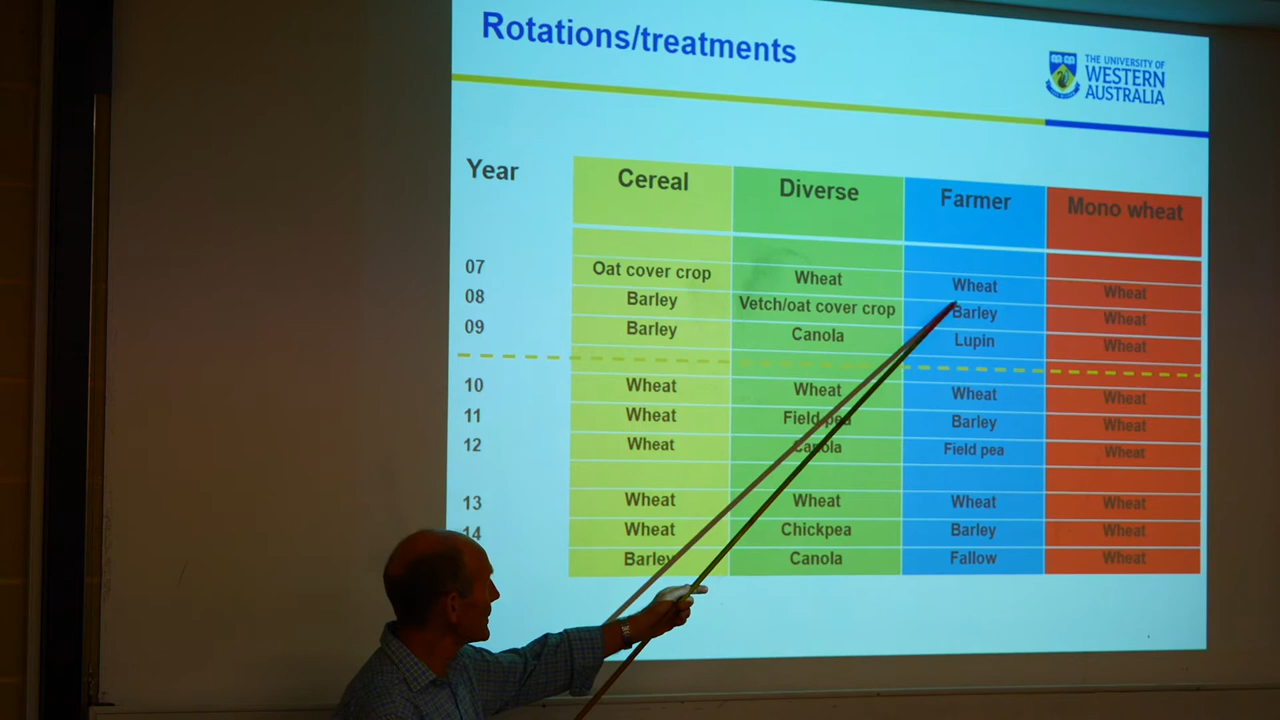 Rotations/treatments
THE UNIVERSITY OF
WESTERN
AUSTRALIA
Year Cereal Diverse Farmer Mono wheat
07 Oat cover crop Wheat Wheat Wheat
08 Barley Vetch/oat cover crop Barley Wheat
09 Barley Canola Lupin Wheat
10 Wheat Wheat Wheat Wheat
11 Wheat Field pea Barley Wheat
12 Wheat Canola Field pea Wheat
13 Wheat Wheat Wheat Wheat
14 Wheat Chickpea Barley Wheat
Barley Canola Fallow Wheat